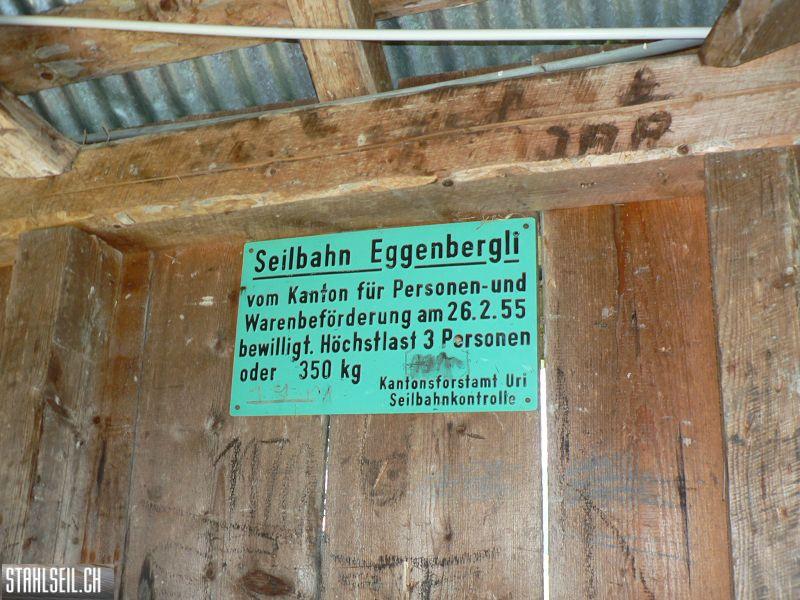 Seilbahn Eggenbergli
vom Kanton für Personen-und
Warenbeförderung am 26.2.55
bewilligt. Höchstlast 3 Personen
oder 350 kg
Kantonsforstamt Uri
Seilbahnkontrolle
STAHLSEIL.CH